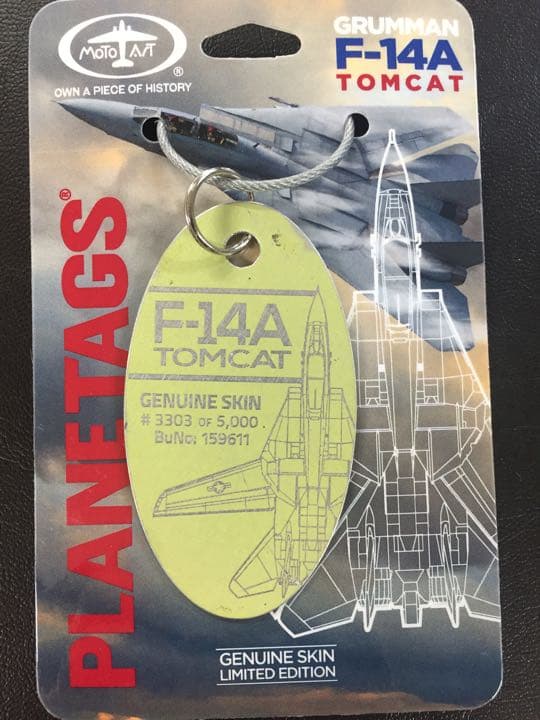 MOTO ART
®
OWN A PIECE OF HISTORY
GRUMMAN
F-14A
TOMCAT
PLANETAGS®
F-14A
TOMCAT
GENUINE SKIN
# 3303 OF 5,000
BuNo: 159611
GENUINE SKIN
LIMITED EDITION